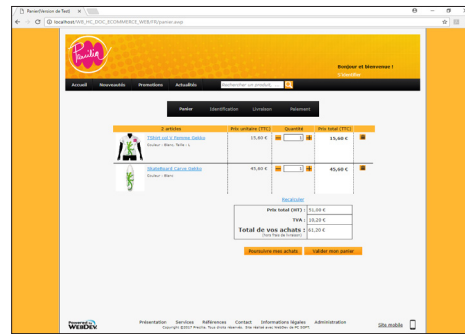 Panier(Version de Test)
localhost/WB_HC_DOC_ECOMMERCE_WEB/FR/panier.awp
Bonjour et bienvenue !
S'identifier
Accueil Nouveautés Promotions Actualités Rechercher un produit, ...
Panier Identification Livraison Paiement
2 articles Prix unitaire (TTC) Quantité Prix total (TTC)
TShirt col V Femme Gekko 15,60 € 1 15,60 €
Couleur : Blanc, Taille : L
SkateBoard Carve Gekko 45,60 € 1 45,60 €
Couleur : Blanc
Recalculer
Prix total (HT) : 51,00 €
TVA : 10,20 €
Total de vos achats : 61,20 €
(hors frais de livraison)
Poursuivre mes achats Valider mon panier
Powered by
WEBDEV
Présentation Services Références Contact Informations légales Administration
Site mobile